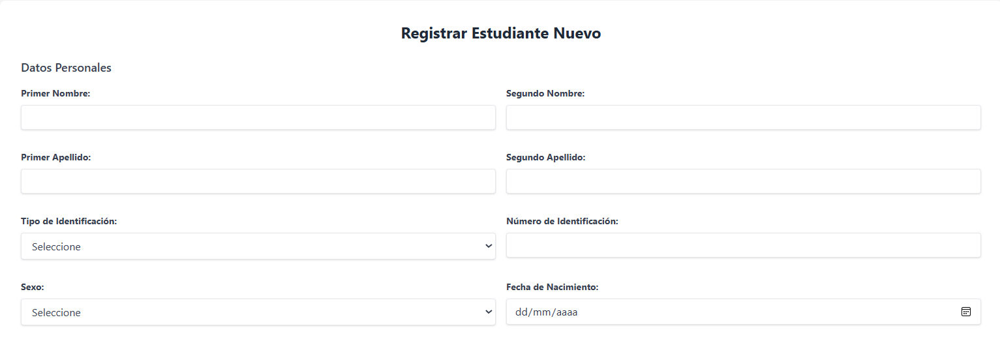 Registrar Estudiante Nuevo
Datos Personales
Primer Nombre:
Segundo Nombre:
Primer Apellido:
Segundo Apellido:
Tipo de Identificación:
Número de Identificación:
Seleccione
Sexo:
Fecha de Nacimiento:
Seleccione
dd/mm/aaaa